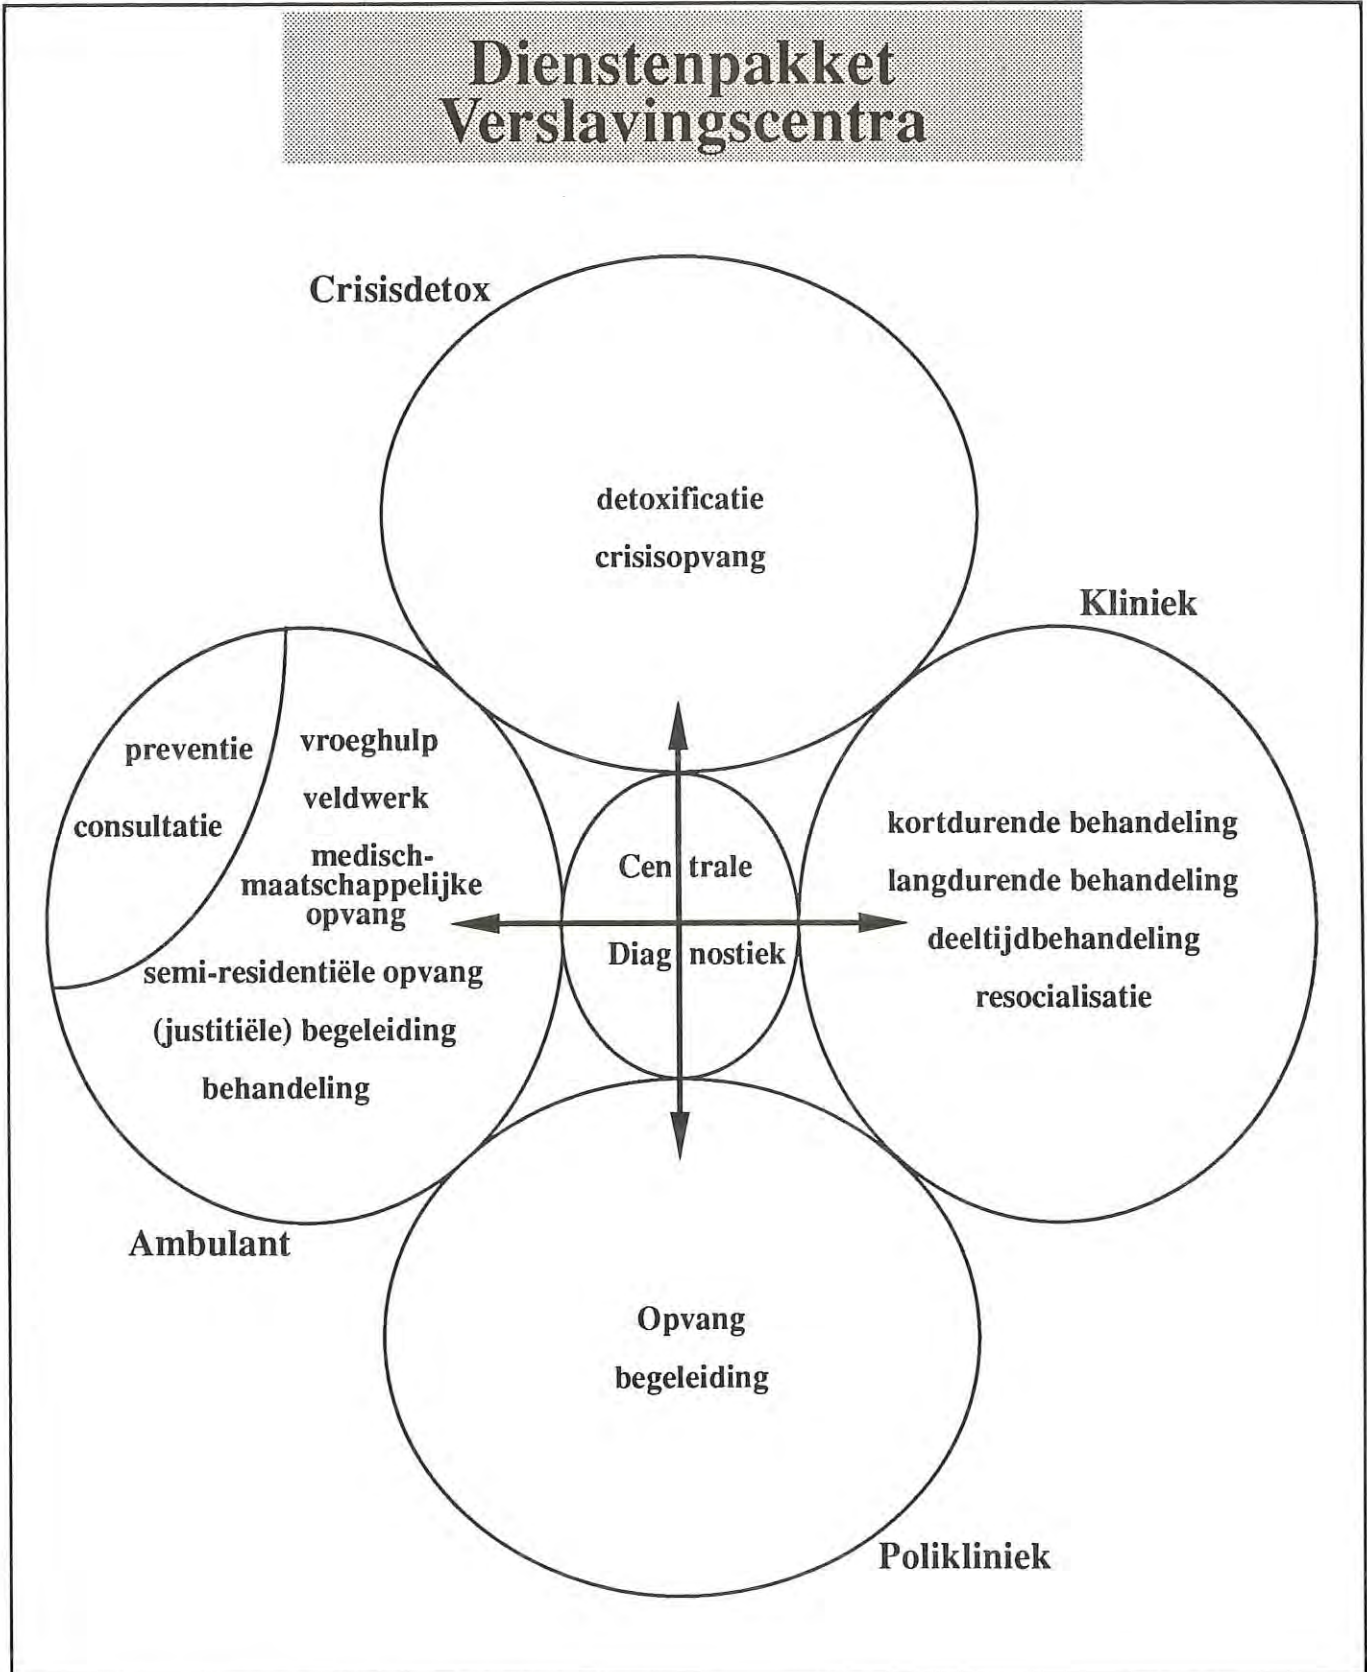 Dienstenpakket
Verslavingscentra
Crisisdetox
detoxificatie
crisisopvang
Kliniek
kortdurende behandeling
langdurende behandeling
deeltijdbehandeling
resocialisatie
preventie
consultatie
vroeghulp
veldwerk
medisch-
maatschappelijke
opvang
semi-residentiële opvang
(justitiële) begeleiding
behandeling
Ambulant
Cen trale
Diag nostiek
Opvang
begeleiding
Polikliniek